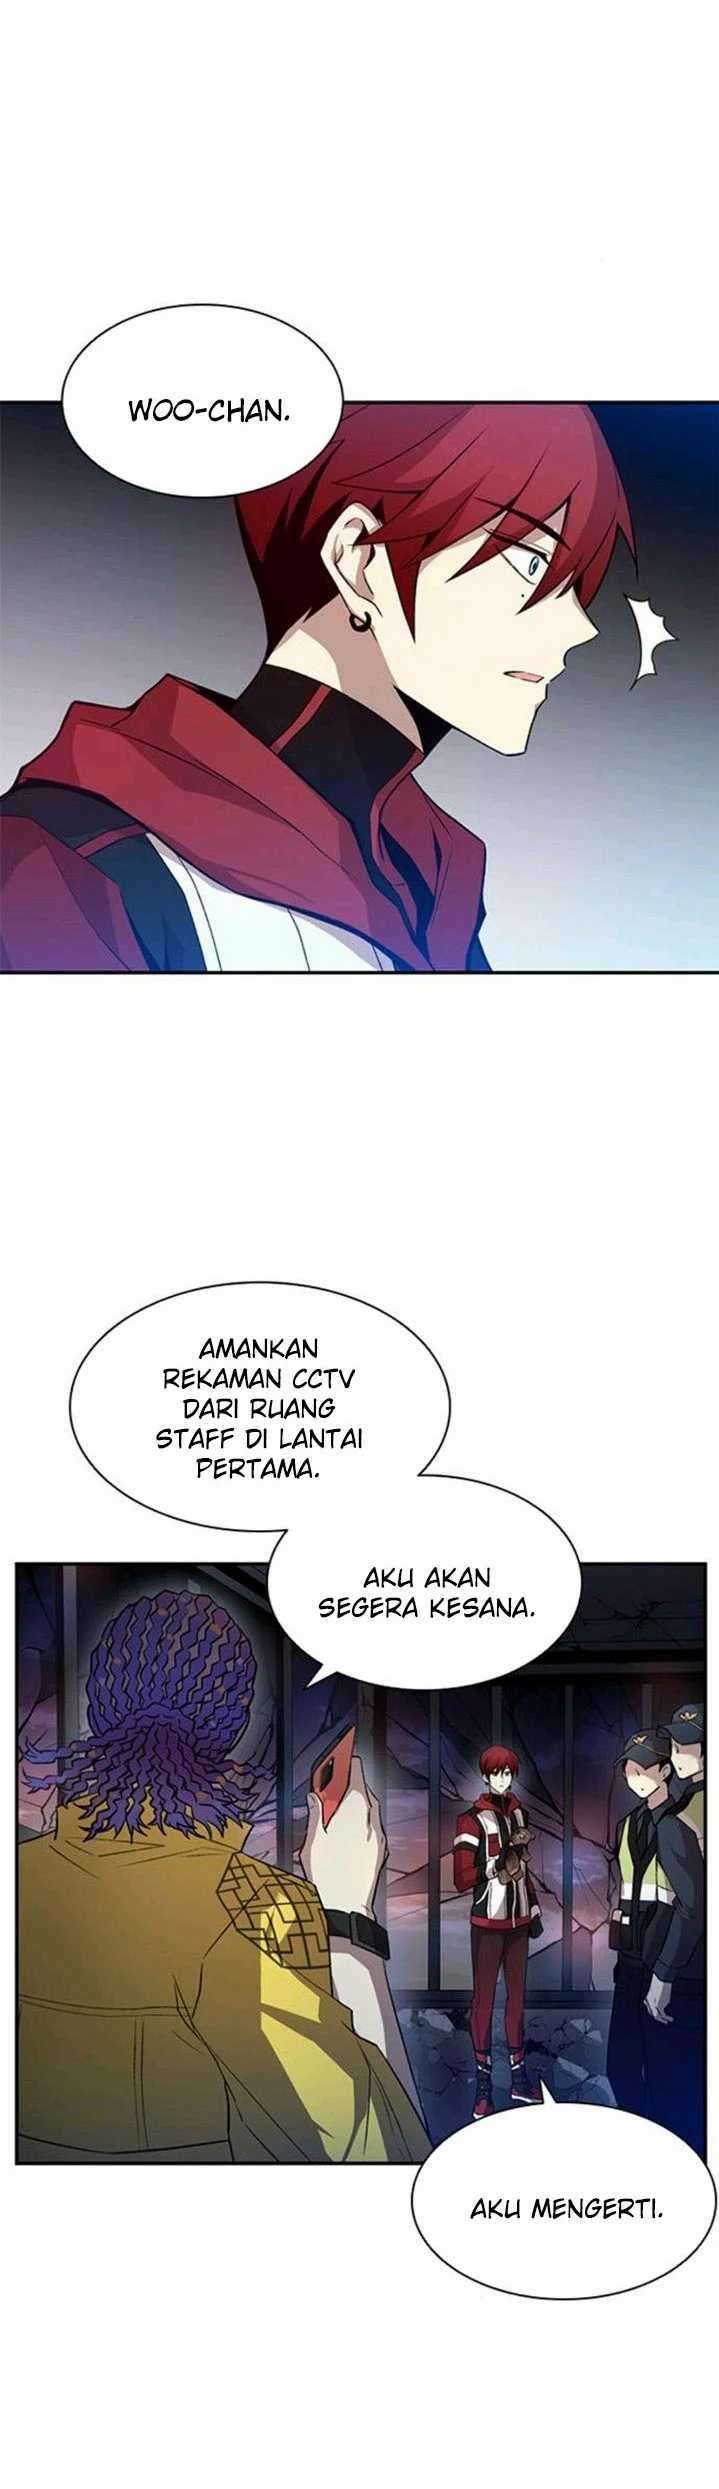 WOO-CHAN.
AMANKAN
REKAMAN CCTV
DARI RUANG
STAFF DI LANTAI
PERTAMA.
AKU AKAN
SEGERA KESANA.
AKU MENGERTI.